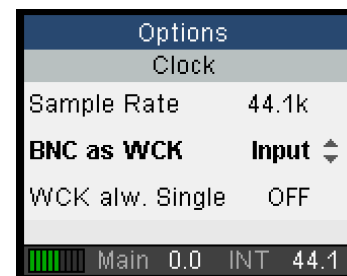 Options
Clock
Sample Rate 44.1k
BNC as WCK Input
WCK alw. Single OFF
Main 0.0 INT 44.1